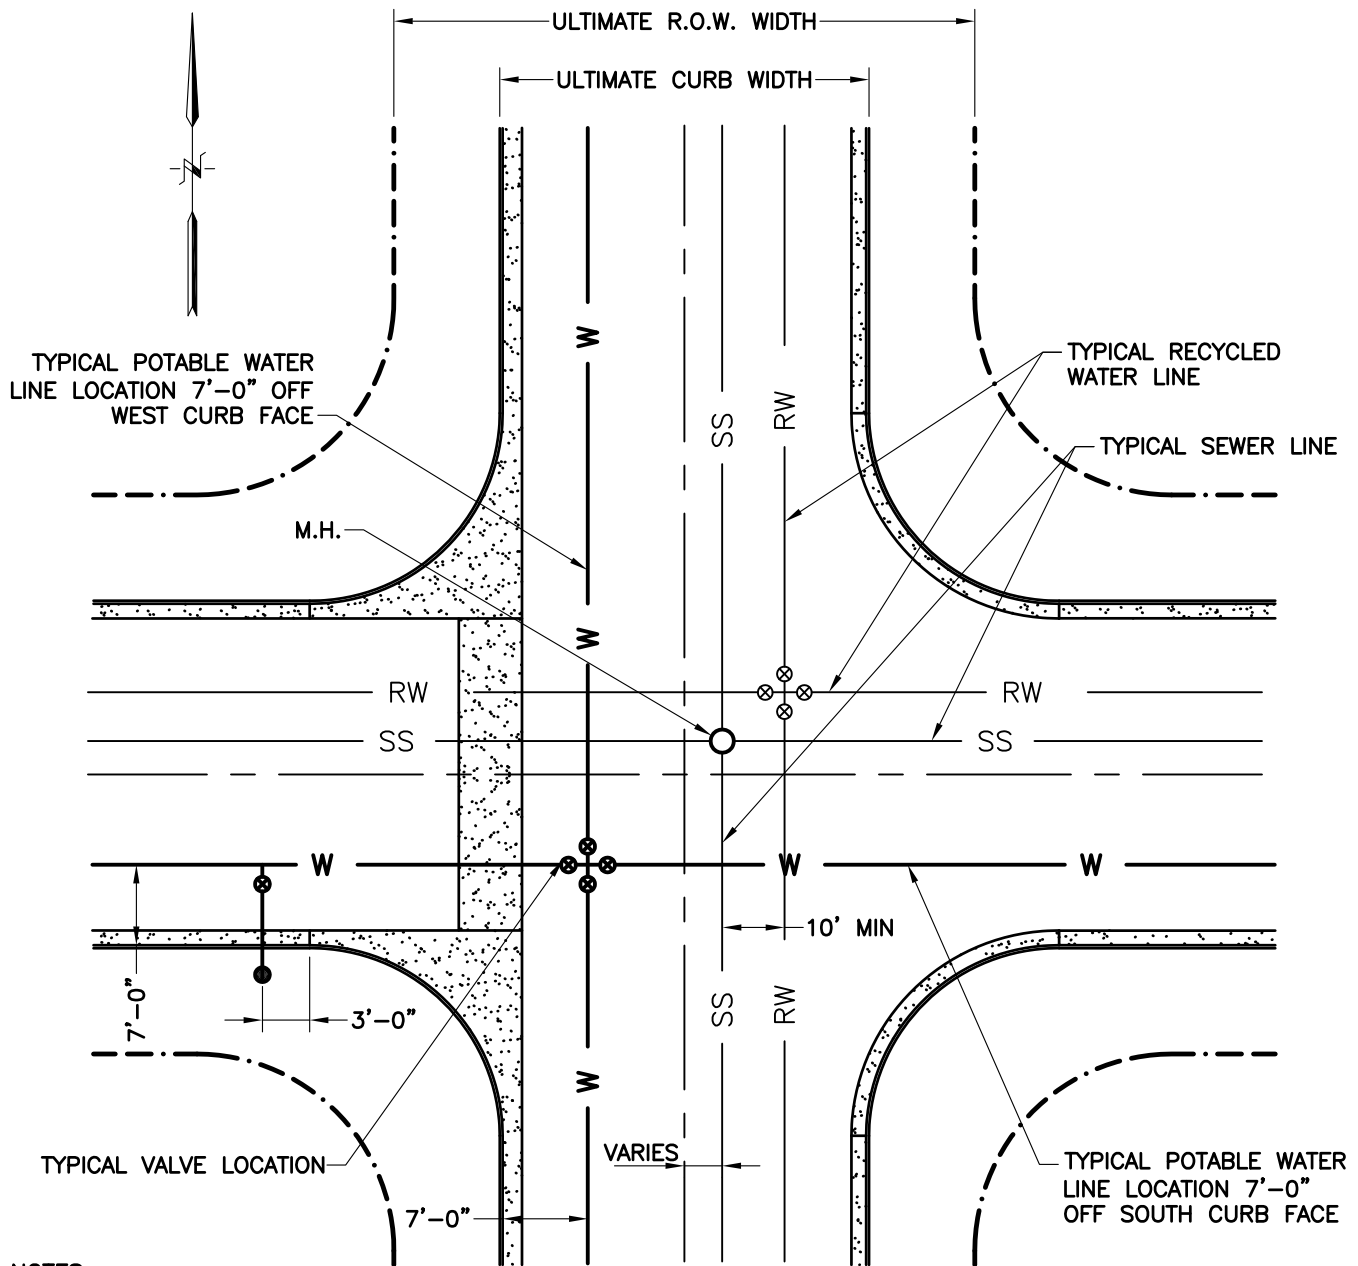 ULTIMATE R.O.W. WIDTH
ULTIMATE CURB WIDTH
N
W
TYPICAL POTABLE WATER
LINE LOCATION 7'-0" OFF
WEST CURB FACE
TYPICAL RECYCLED
WATER LINE
SS
RW
TYPICAL SEWER LINE
M.H.
W
RW
RW
SS
SS
W
W
W
10' MIN
7'-0"
3'-0"
SS
RW
W
TYPICAL VALVE LOCATION
VARIES
7'-0"
TYPICAL POTABLE WATER
LINE LOCATION 7'-0"
OFF SOUTH CURB FACE